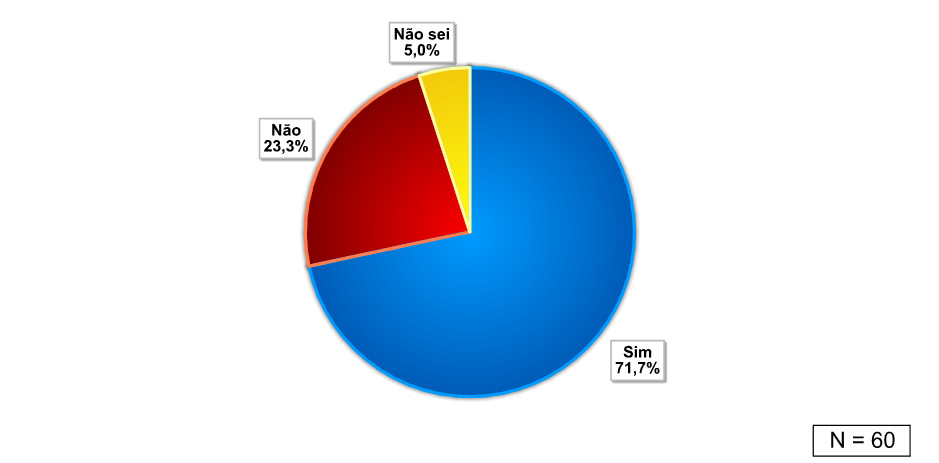 Não sei
5,0%
Não
23,3%
Sim
71,7%
N = 60